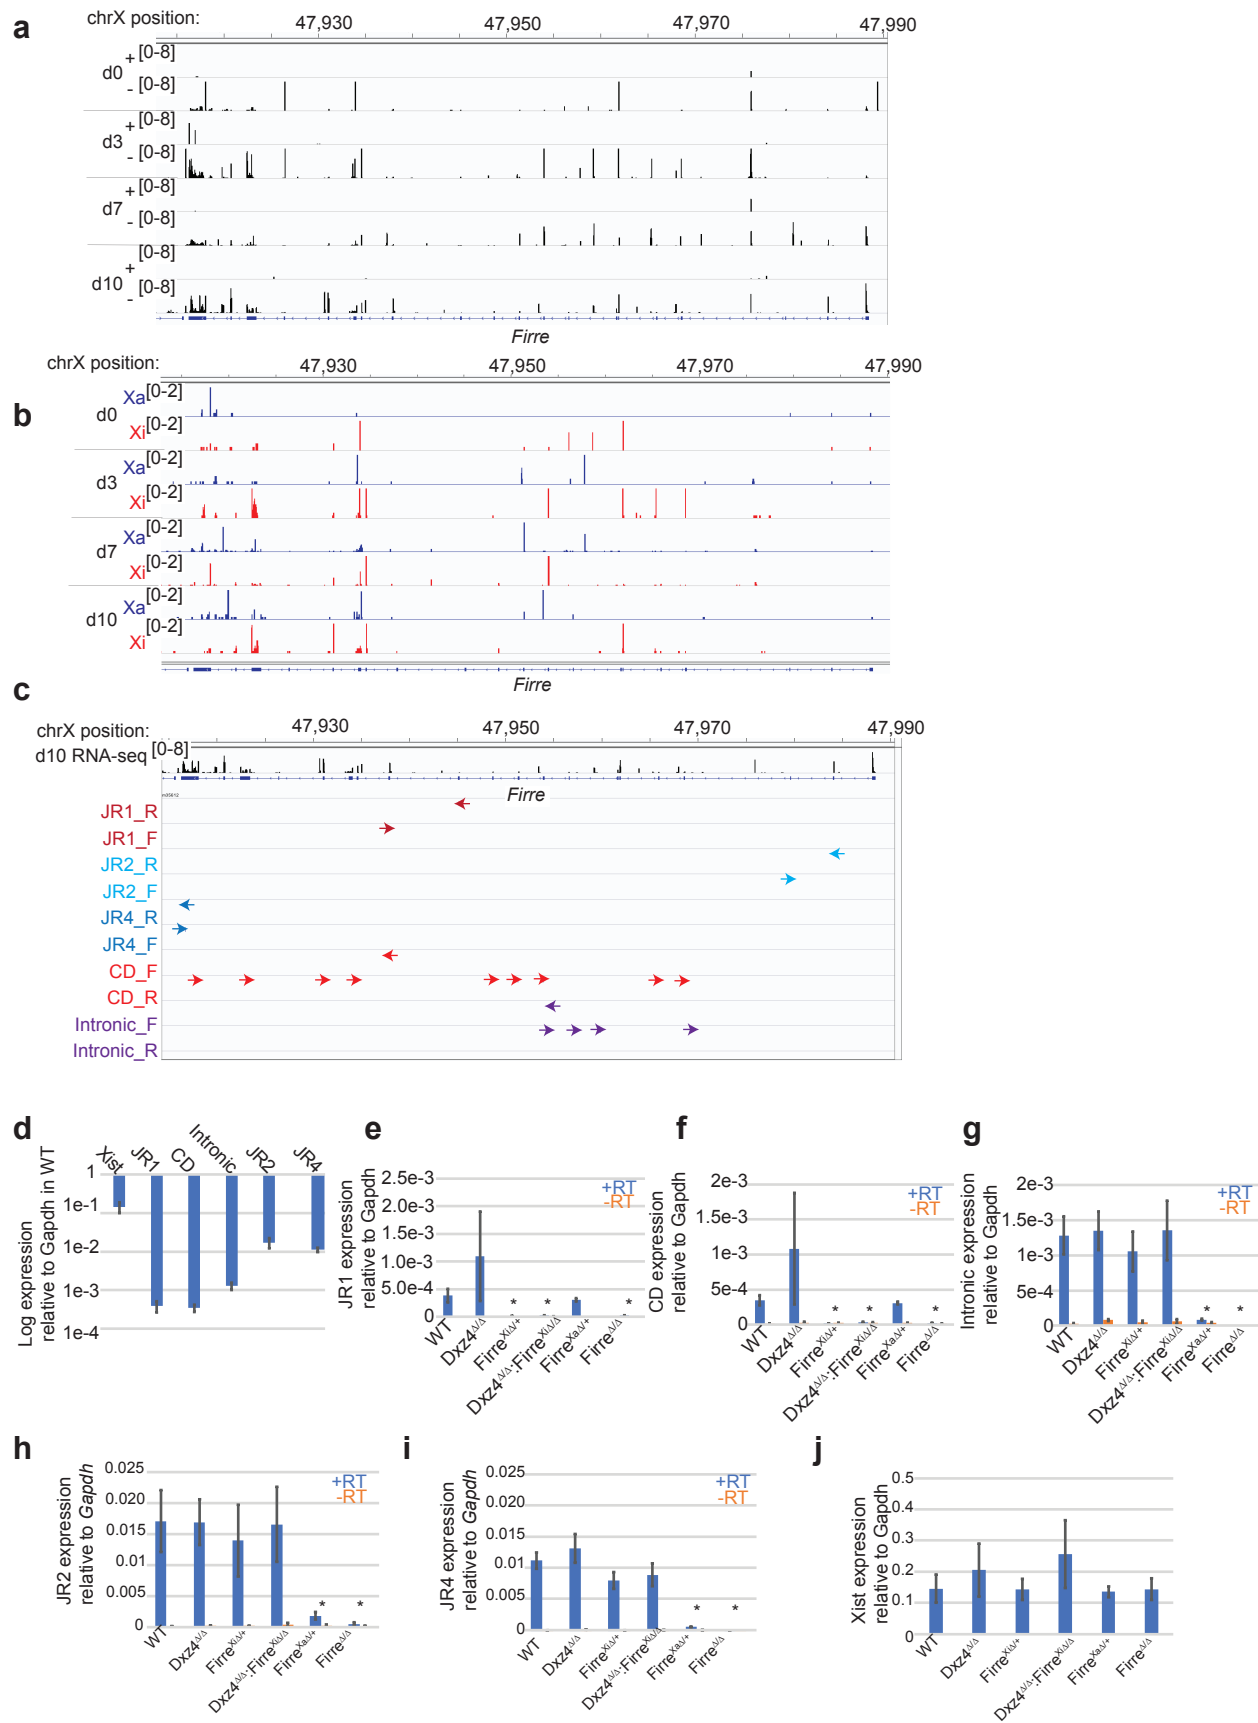 a
chrX position: 47,930 47,950 47,970 47,990
d0 + [0-8]
- [0-8]
d3 + [0-8]
- [0-8]
d7 + [0-8]
- [0-8]
d10 + [0-8]
- [0-8]
Firre
b
chrX position: 47,930 47,950 47,970 47,990
d0 Xa [0-2]
Xi [0-2]
d3 Xa [0-2]
Xi [0-2]
d7 Xa [0-2]
Xi [0-2]
d10 Xa [0-2]
Xi [0-2]
Firre
c
chrX position: 47,930 47,950 47,970 47,990
d10 RNA-seq [0-8]
Firre
JR1_R
JR1_F
JR2_R
JR2_F
JR4_R
JR4_F
CD_F
CD_R
Intronic_F
Intronic_R
d
Log expression
relative to Gapdh in WT
Xist JR1 CD Intronic JR2 JR4
1
1e-1
1e-2
1e-3
1e-4
e
JR1 expression
relative to Gapdh
2.5e-3
2.0e-3
1.5e-3
1.0e-3
5.0e-4
0
+RT
-RT
* * *
WT Dxz4Δ/Δ FirreXiΔ/+ Dxz4Δ/Δ:FirreXiΔ/Δ FirreXaΔ/+ FirreΔ/Δ
f
CD expression
relative to Gapdh
2e-3
1.5e-3
1e-3
5e-4
0
+RT
-RT
* * *
WT Dxz4Δ/Δ FirreXiΔ/+ Dxz4Δ/Δ:FirreXiΔ/Δ FirreXaΔ/+ FirreΔ/Δ
g
Intronic expression
relative to Gapdh
2e-3
1.5e-3
1e-3
5e-4
0
+RT
-RT
* *
WT Dxz4Δ/Δ FirreXiΔ/+ Dxz4Δ/Δ:FirreXiΔ/Δ FirreXaΔ/+ FirreΔ/Δ
h
JR2 expression
relative to Gapdh
0.025
0.020
0.015
0.01
0.005
0
+RT
-RT
* *
WT Dxz4Δ/Δ FirreXiΔ/+ Dxz4Δ/Δ:FirreXiΔ/Δ FirreXaΔ/+ FirreΔ/Δ
i
JR4 expression
relative to Gapdh
0.025
0.020
0.015
0.01
0.005
0
+RT
-RT
* *
WT Dxz4Δ/Δ FirreXiΔ/+ Dxz4Δ/Δ:FirreXiΔ/Δ FirreXaΔ/+ FirreΔ/Δ
j
Xist expression
relative to Gapdh
0.5
0.4
0.3
0.2
0.1
0
WT Dxz4Δ/Δ FirreXiΔ/+ Dxz4Δ/Δ:FirreXiΔ/Δ FirreXaΔ/+ FirreΔ/Δ